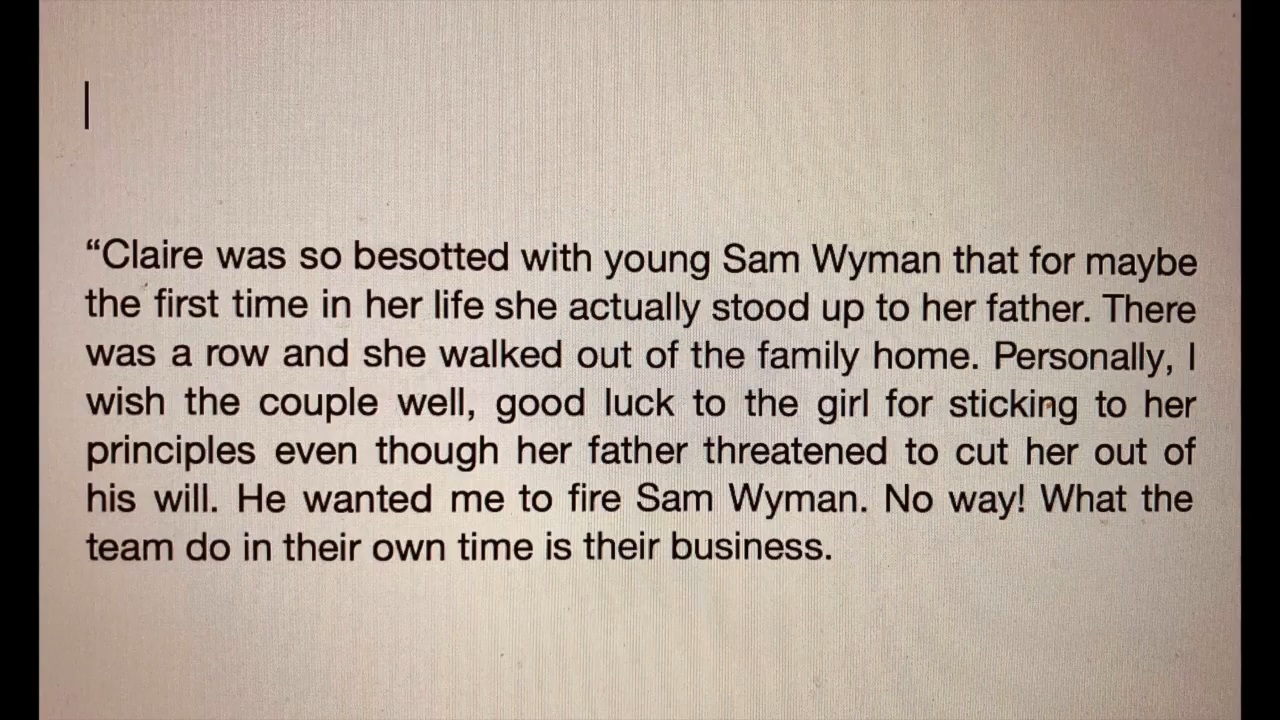 “Claire was so besotted with young Sam Wyman that for maybe
the first time in her life she actually stood up to her father. There
was a row and she walked out of the family home. Personally, I
wish the couple well, good luck to the girl for sticking to her
principles even though her father threatened to cut her out of
his will. He wanted me to fire Sam Wyman. No way! What the
team do in their own time is their business.